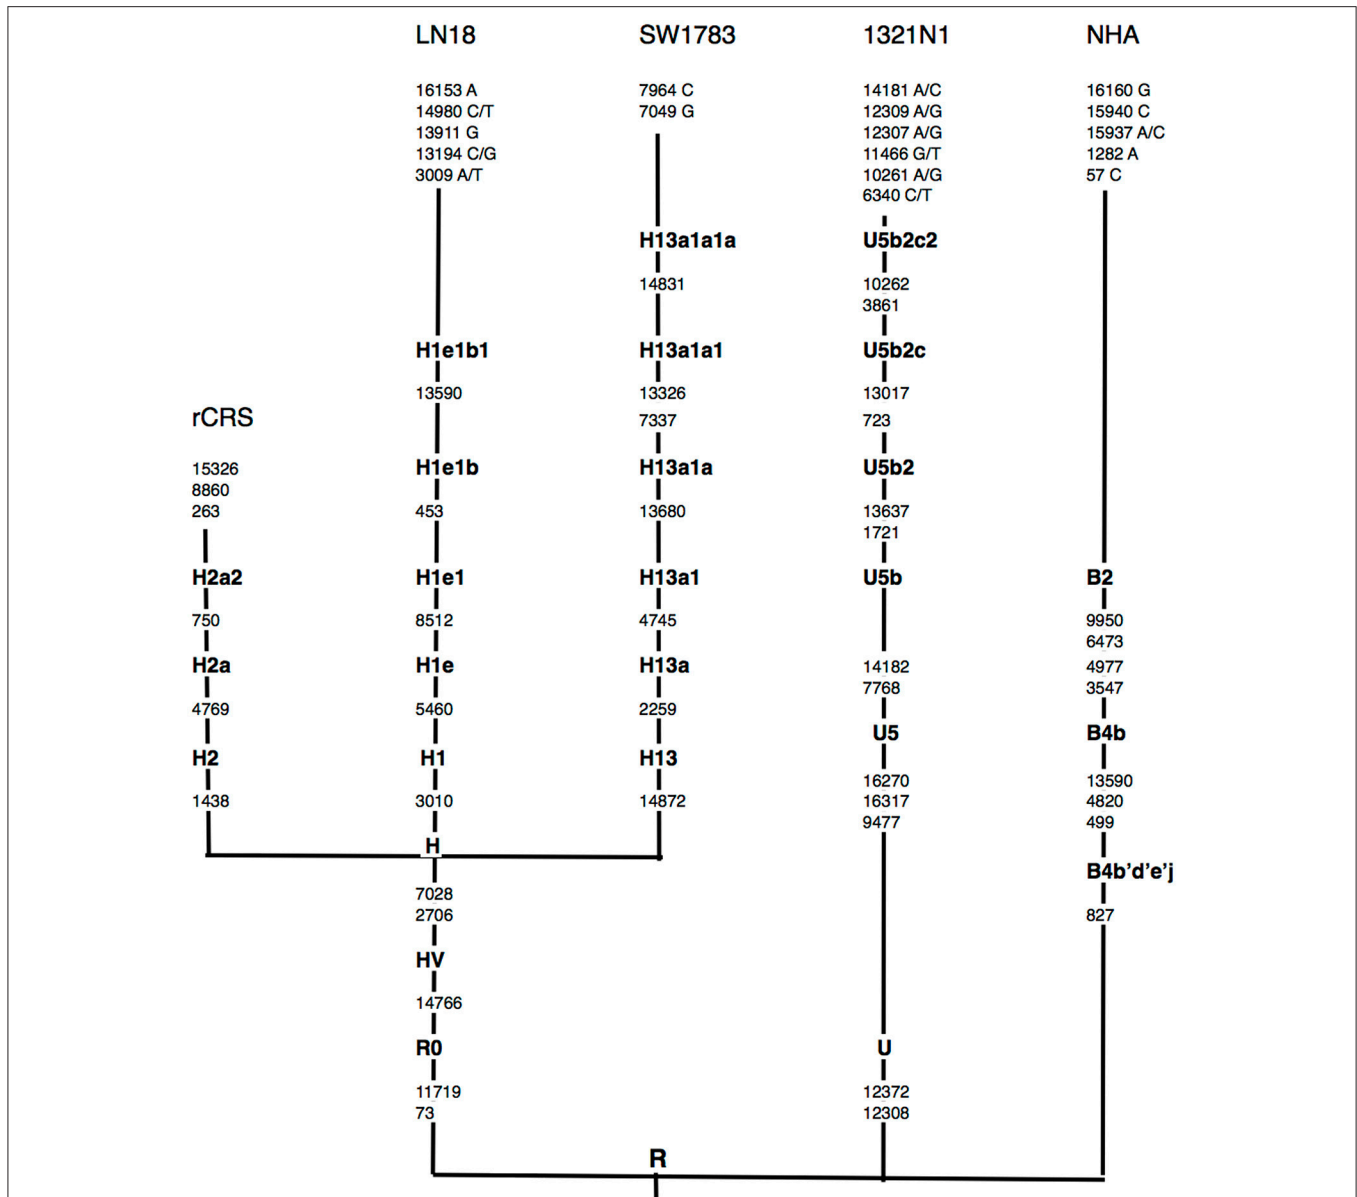 LN18
16153 A
14980 C/T
13911 G
13194 C/G
3009 A/T
H1e1b1
13590
H1e1b
453
H1e1
8512
H1e
5460
H1
3010
SW1783
7964 C
7049 G
H13a1a1a
14831
H13a1a1
13326
7337
H13a1a
13680
H13a1
4745
H13a
2259
H13
14872
1321N1
14181 A/C
12309 A/G
12307 A/G
11466 G/T
10261 A/G
6340 C/T
U5b2c2
10262
3861
U5b2c
13017
723
U5b2
13637
1721
U5b
14182
7768
U5
16270
16317
9477
U
12372
12308
NHA
16160 G
15940 C
15937 A/C
1282 A
57 C
B2
9950
6473
4977
3547
B4b
13590
4820
499
B4b’d’e’j
827
rCRS
15326
8860
263
H2a2
750
H2a
4769
H2
1438
H
7028
2706
HV
14766
R0
11719
73
R